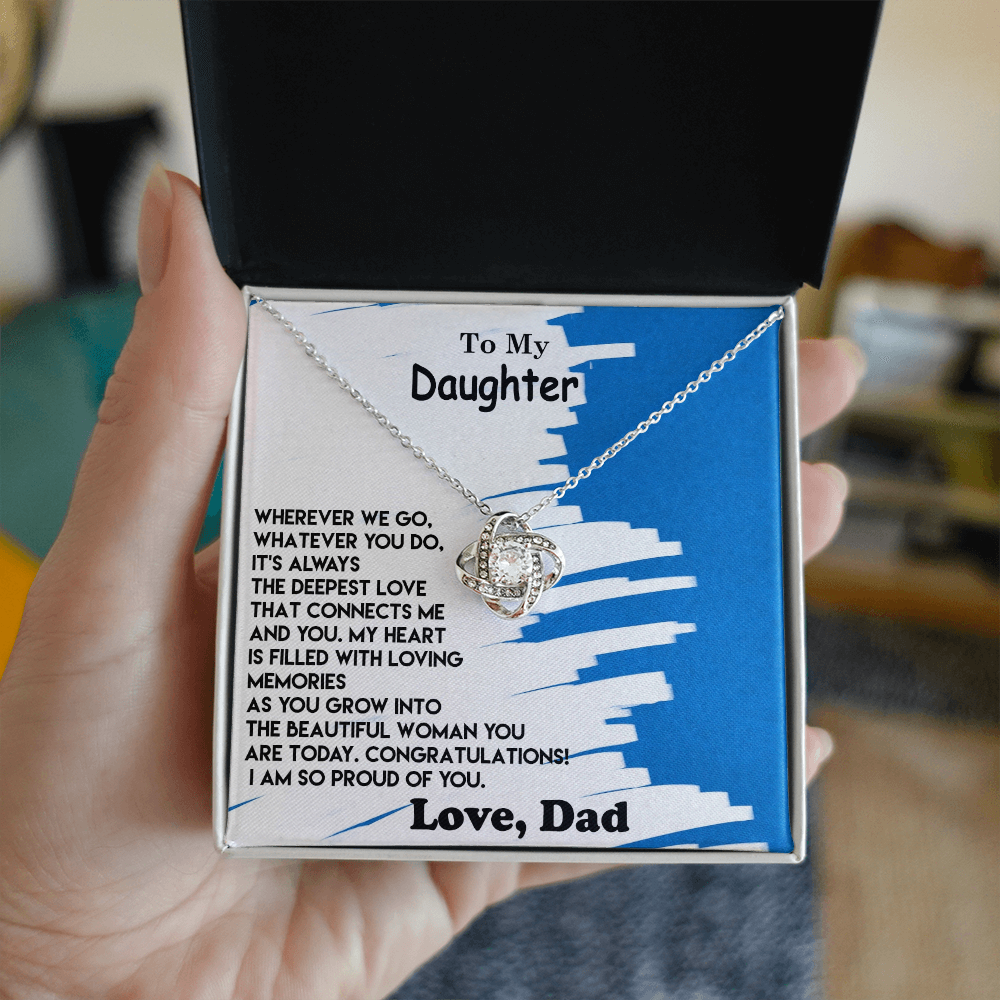 To My
Daughter
WHEREVER WE GO,
WHATEVER YOU DO,
IT'S ALWAYS
THE DEEPEST LOVE
THAT CONNECTS ME
AND YOU. MY HEART
IS FILLED WITH LOVING
MEMORIES
AS YOU GROW INTO
THE BEAUTIFUL WOMAN YOU
ARE TODAY. CONGRATULATIONS!
I AM SO PROUD OF YOU.
Love, Dad